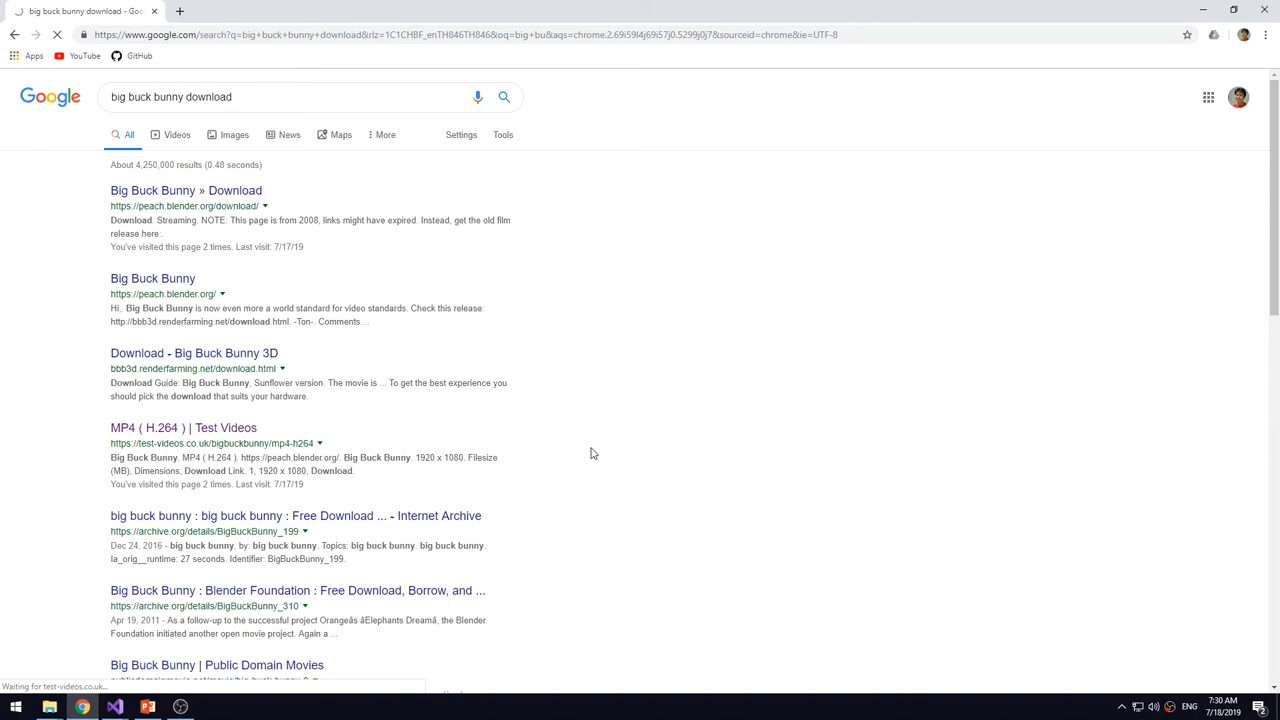 big buck bunny download - Goo
https://www.google.com/search?q=big+buck+bunny+download&rlz=1C1CHBF_enTH846TH846&oq=big+bu&aqs=chrome.2.69i59l4j69i57j0.5299j0j7&sourceid=chrome&ie=UTF-8
Apps YouTube GitHub
Google big buck bunny download
All Videos Images News Maps More Settings Tools
About 4,250,000 results (0.48 seconds)
Big Buck Bunny » Download
https://peach.blender.org/download/
Download. Streaming. NOTE: This page is from 2008, links might have expired. Instead, get the old film
release here:.
You've visited this page 2 times. Last visit: 7/17/19
Big Buck Bunny
https://peach.blender.org/
Hi,. Big Buck Bunny is now even more a world standard for video standards. Check this release:
http://bbb3d.renderfarming.net/download.html. -Ton-. Comments ...
Download - Big Buck Bunny 3D
bbb3d.renderfarming.net/download.html
Download Guide: Big Buck Bunny, Sunflower version. The movie is ... To get the best experience you
should pick the download that suits your hardware.
MP4 ( H.264 ) | Test Videos
https://test-videos.co.uk/bigbuckbunny/mp4-h264
Big Buck Bunny. MP4 ( H.264 ). https://peach.blender.org/. Big Buck Bunny. 1920 x 1080. Filesize
(MB), Dimensions, Download Link. 1, 1920 x 1080, Download.
You've visited this page 2 times. Last visit: 7/17/19
big buck bunny : big buck bunny : Free Download ... - Internet Archive
https://archive.org/details/BigBuckBunny_199
Dec 24, 2016 - big buck bunny. by: big buck bunny. Topics: big buck bunny. big buck bunny.
Ia_orig__runtime: 27 seconds. Identifier: BigBuckBunny_199.
Big Buck Bunny : Blender Foundation : Free Download, Borrow, and ...
https://archive.org/details/BigBuckBunny_310
Apr 19, 2011 - As a follow-up to the successful project Orangeâs âElephants Dreamâ, the Blender
Foundation initiated another open movie project. Again a ...
Big Buck Bunny | Public Domain Movies
Waiting for test-videos.co.uk...
ENG
7:30 AM
7/18/2019
2